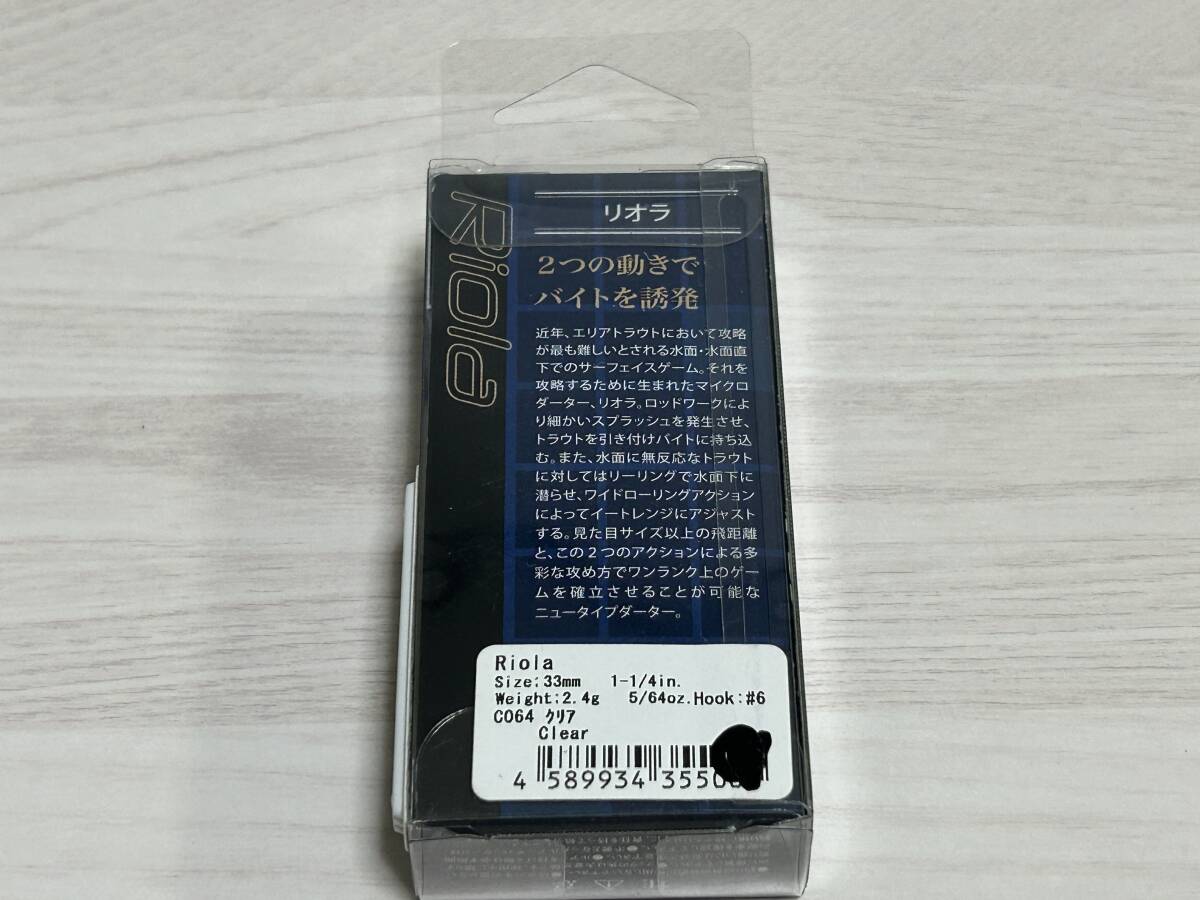 Riola
リオラ
2つの動きで
バイトを誘発
近年、エリアトラウトにおいて攻略
が最も難しいとされる水面・水面直
下でのサーフェイスゲーム。それを
攻略するために生まれたマイクロ
ダーター、リオラ。ロッドワークによ
り細かいスプラッシュを発生させ、
トラウトを引き付けバイトに持ち込
む。また、水面に無反応なトラウト
に対してはリーリングで水面下に
潜らせ、ワイドローリングアクション
によってイートレンジにアジャスト
する。見た目サイズ以上の飛距離
と、この2つのアクションによる多
彩な攻め方でワンランク上のゲー
ムを確立させることが可能な
ニュータイプダーター。
Riola
Size:33mm 1-1/4in.
Weight:2.4g 5/64oz.Hook:#6
C064 クリア
Clear
4 589934 3550